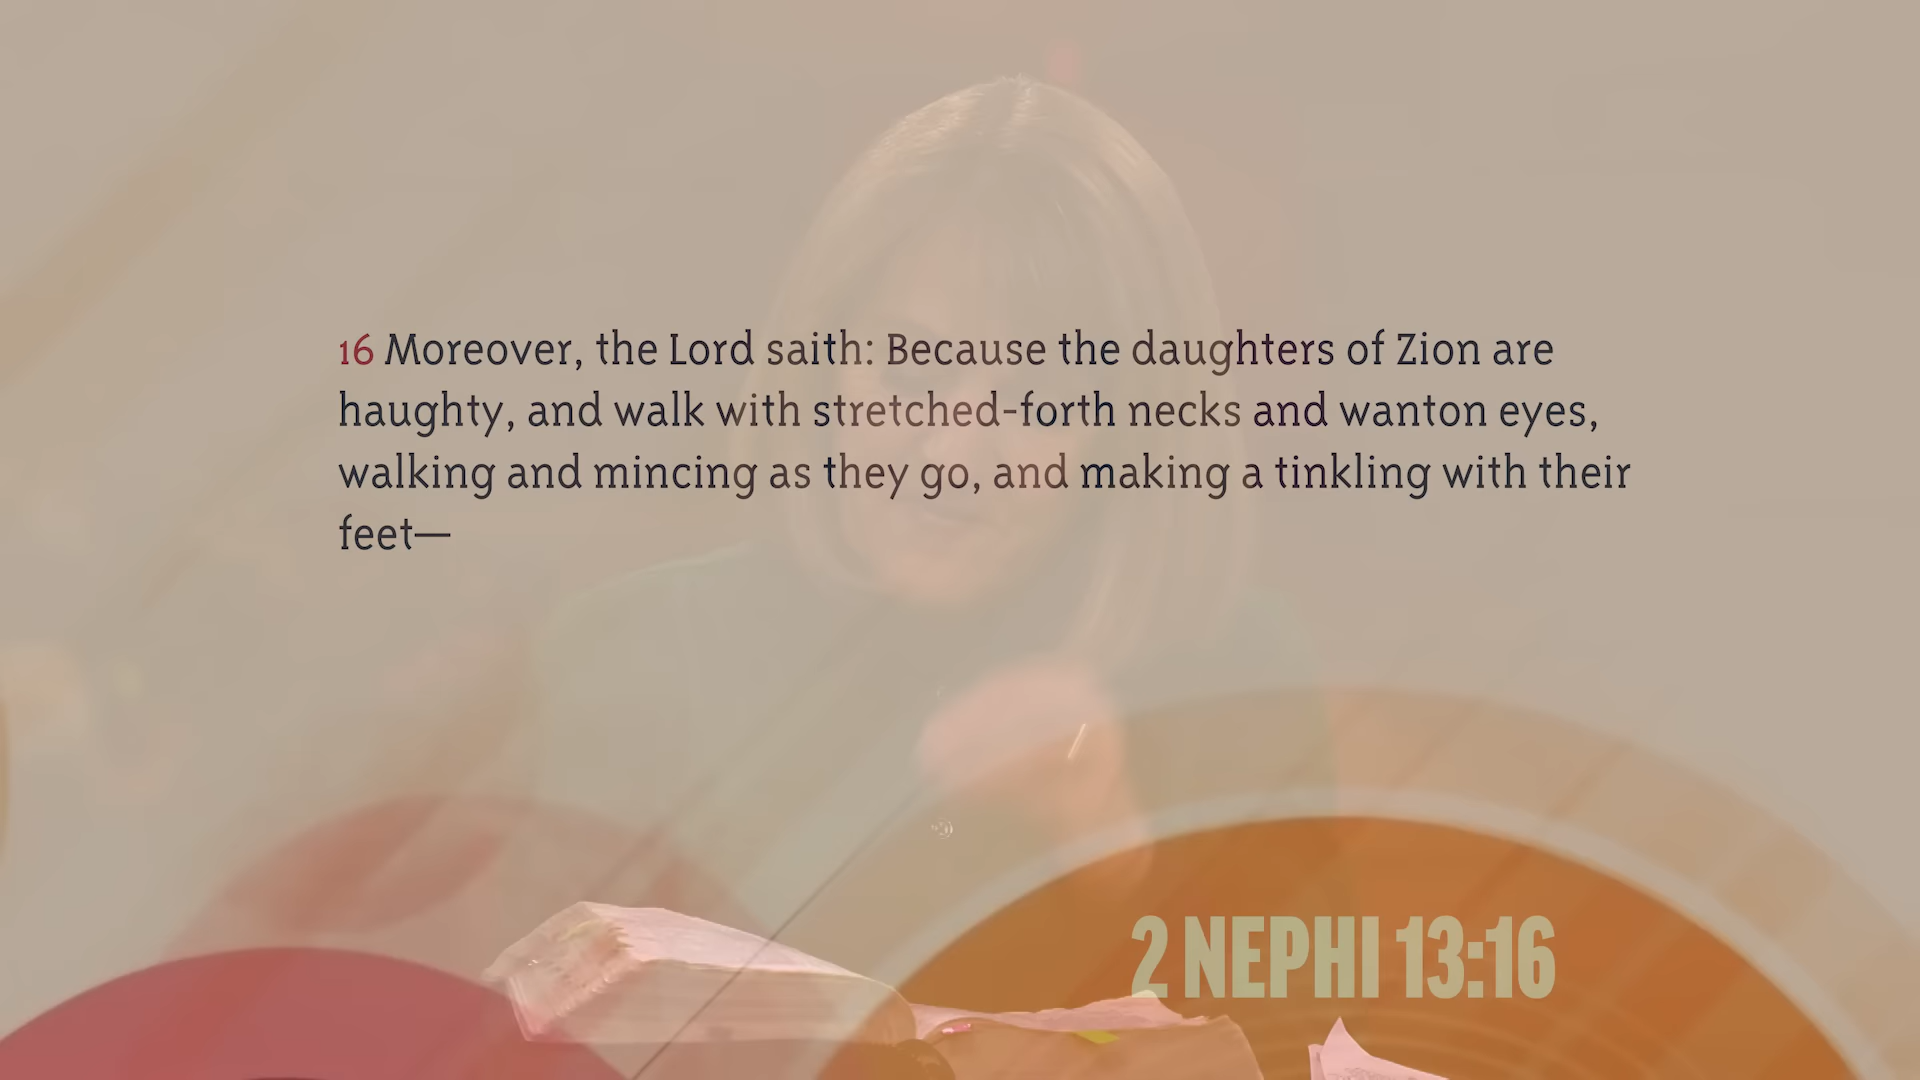 16 Moreover, the Lord saith: Because the daughters of Zion are
haughty, and walk with stretched-forth necks and wanton eyes,
walking and mincing as they go, and making a tinkling with their
feet—
2 NEPHI 13:16